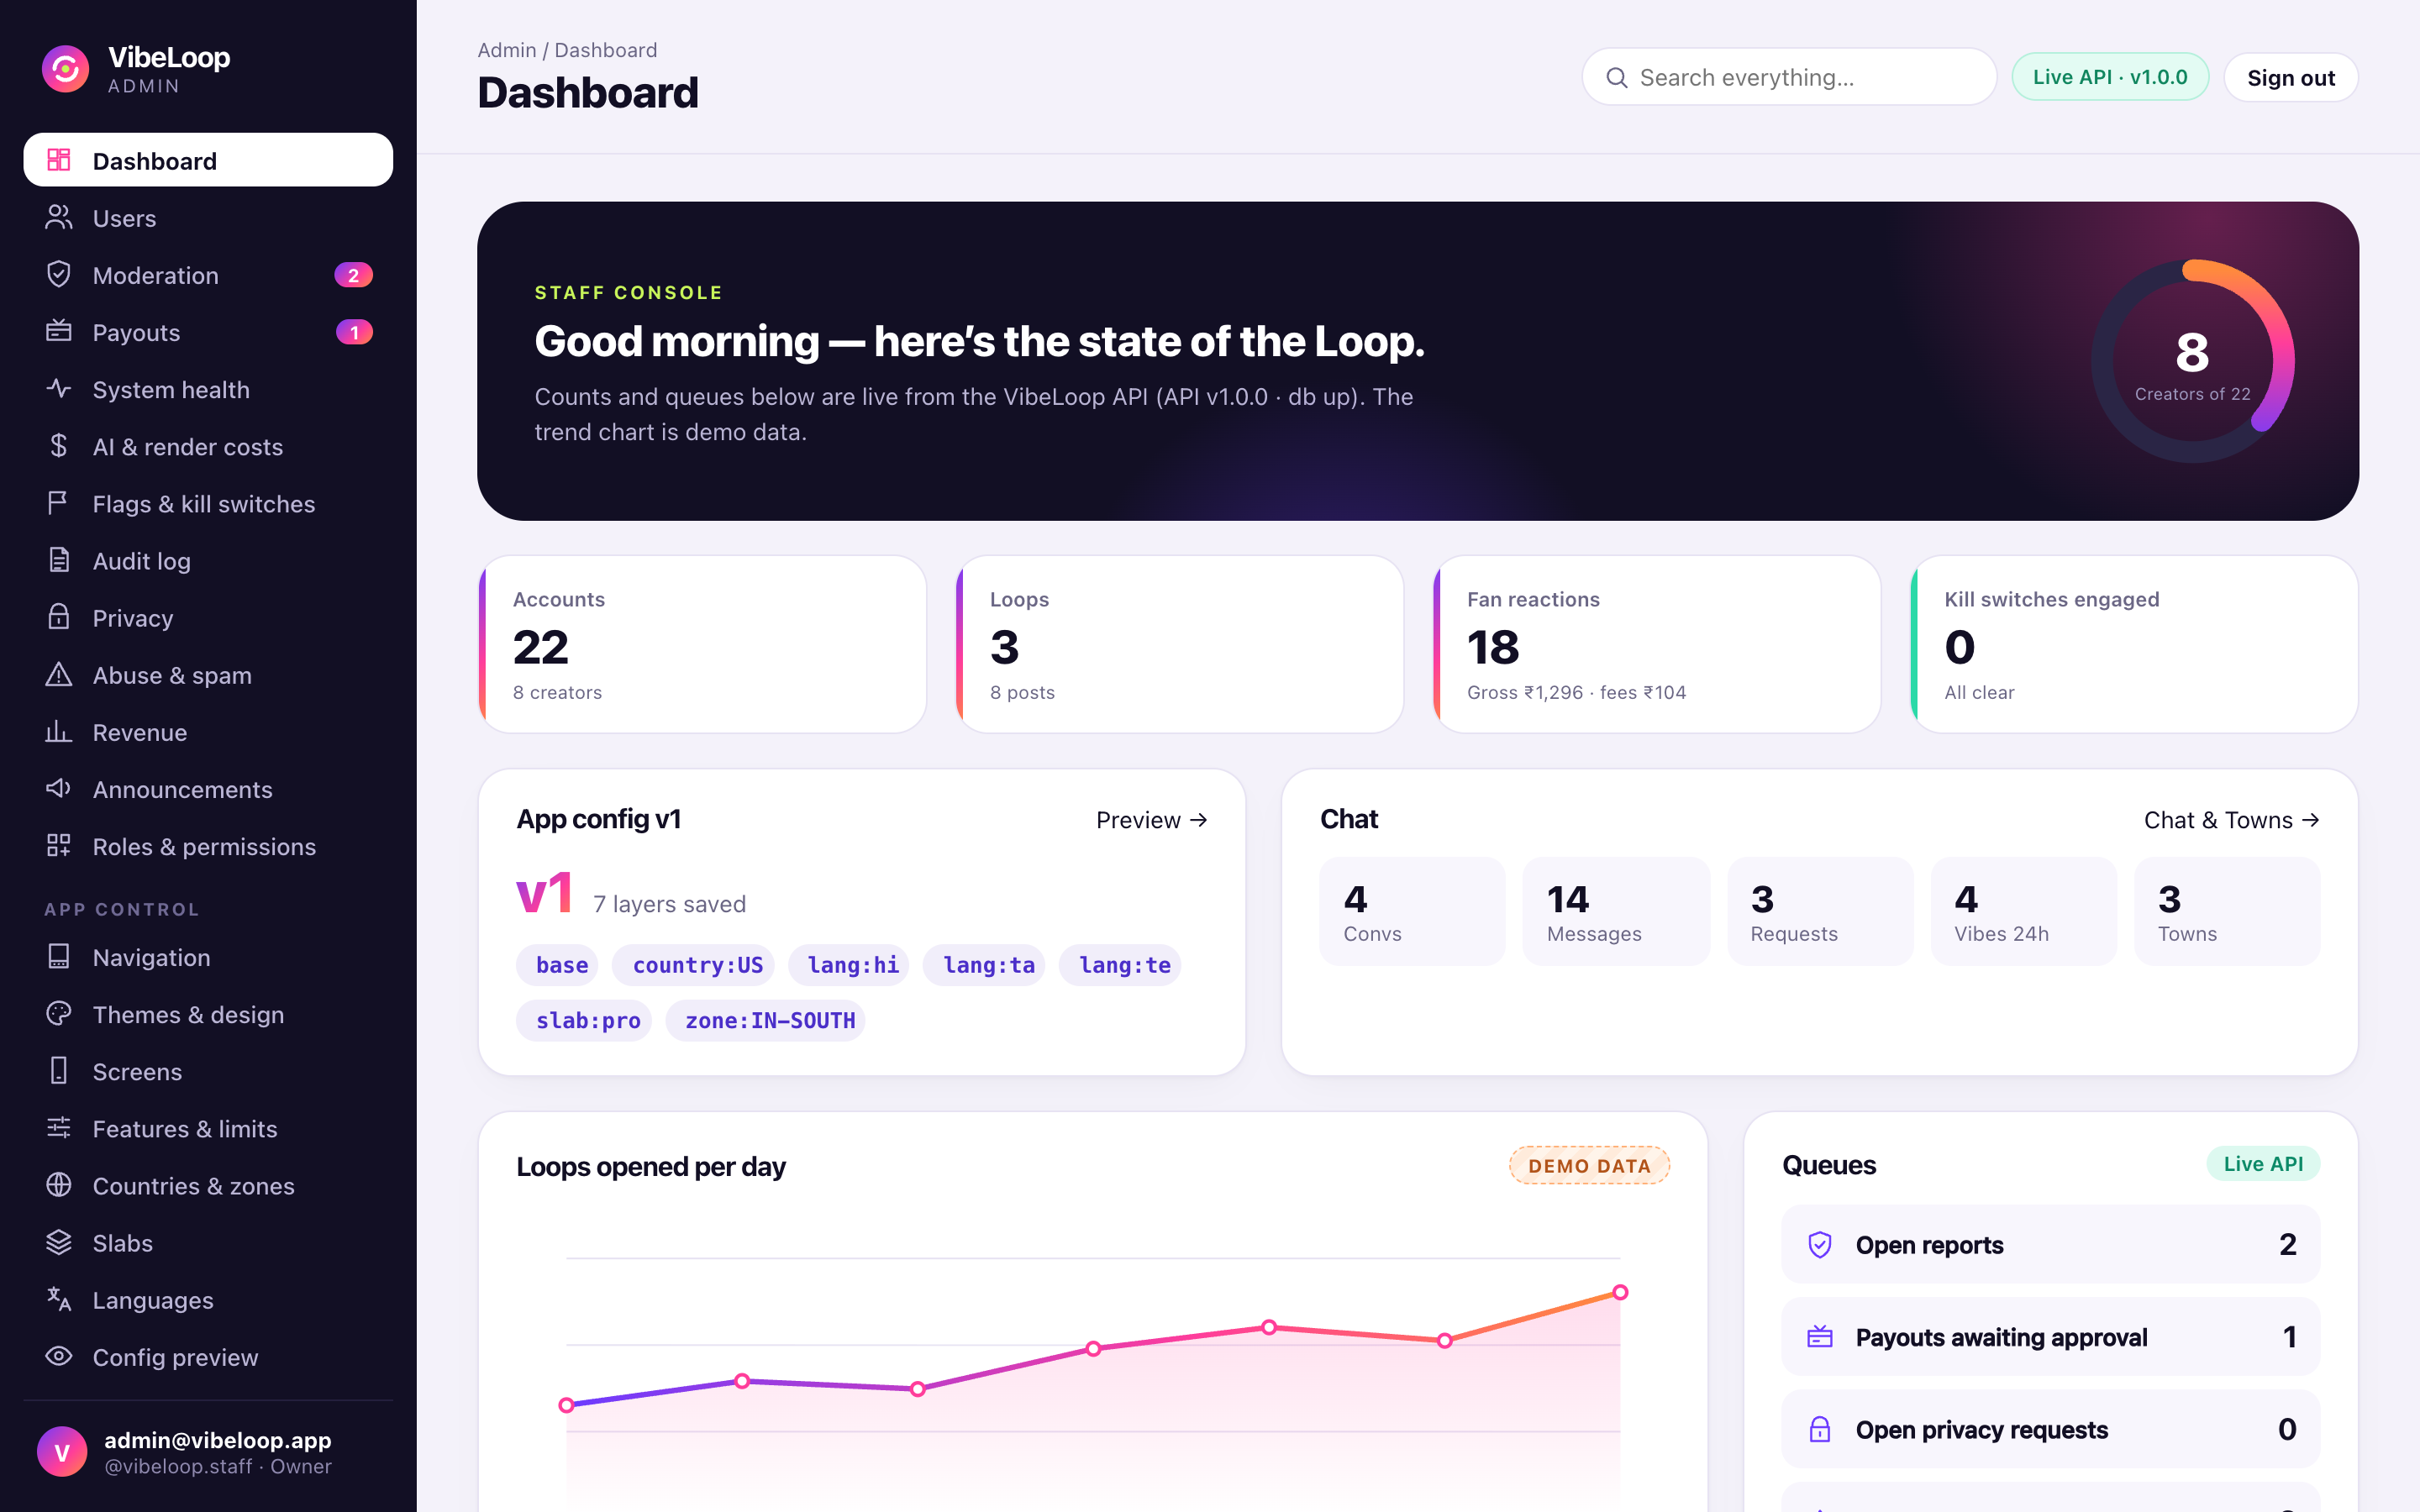 VibeLoop
ADMIN
Dashboard
Users
Moderation 2
Payouts 1
System health
AI & render costs
Flags & kill switches
Audit log
Privacy
Abuse & spam
Revenue
Announcements
Roles & permissions
APP CONTROL
Navigation
Themes & design
Screens
Features & limits
Countries & zones
Slabs
Languages
Config preview
V
admin@vibeloop.app
@vibeloop.staff · Owner
Admin / Dashboard
Dashboard
Search everything...
Live API · v1.0.0
Sign out
STAFF CONSOLE
Good morning — here’s the state of the Loop.
Counts and queues below are live from the VibeLoop API (API v1.0.0 · db up). The
trend chart is demo data.
8
Creators of 22
Accounts
22
8 creators
Loops
3
8 posts
Fan reactions
18
Gross ₹1,296 · fees ₹104
Kill switches engaged
0
All clear
App config v1
Preview →
v1 7 layers saved
base country:US lang:hi lang:ta lang:te
slab:pro zone:IN-SOUTH
Chat
Chat & Towns →
4
Convs
14
Messages
3
Requests
4
Vibes 24h
3
Towns
Loops opened per day
DEMO DATA
Queues
Live API
Open reports 2
Payouts awaiting approval 1
Open privacy requests 0